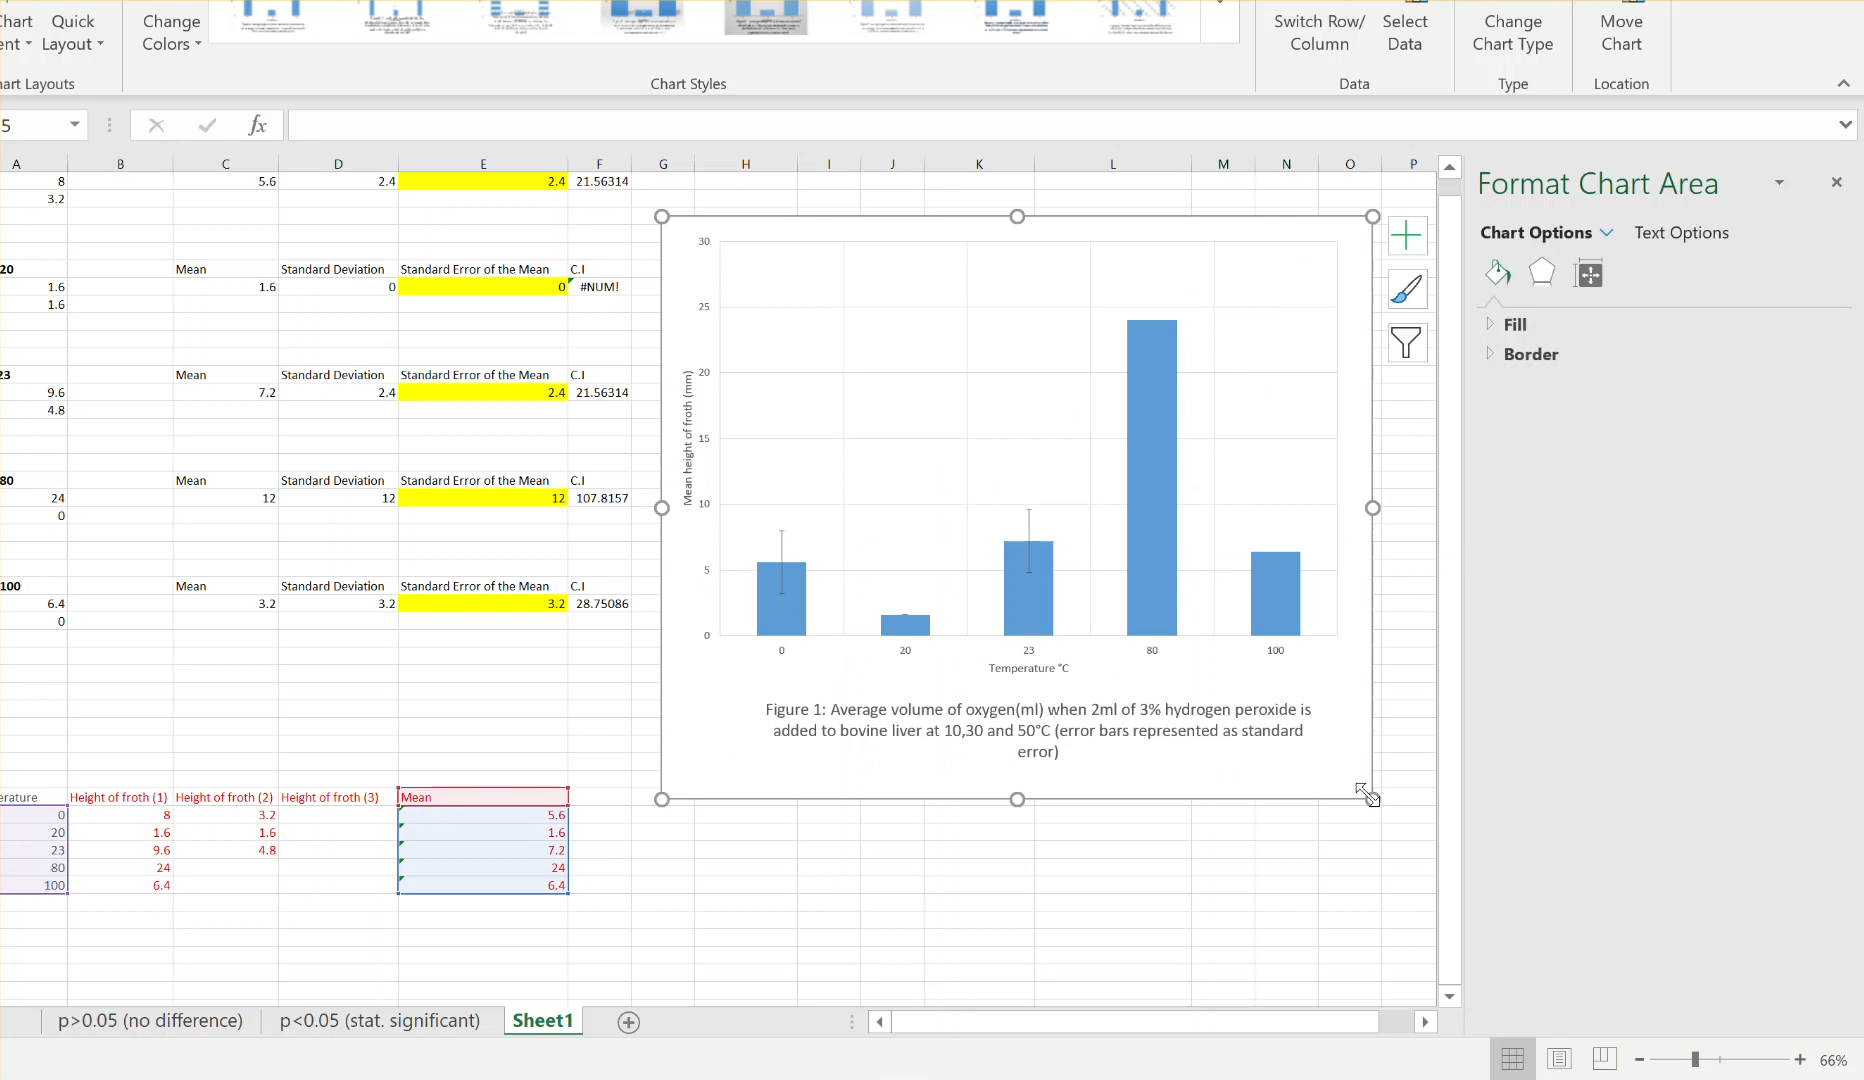 Chart Quick Change Switch Row/ Select Change Move
Layout Colors Column Data Chart Type Chart
Chart Styles Data Type Location
fx
A B C D E F G H I J K L M N O P
8 5.6 2.4 2.4 21.56314
3.2
20 Mean Standard Deviation Standard Error of the Mean C.I
1.6 1.6 0 0 #NUM!
1.6
23 Mean Standard Deviation Standard Error of the Mean C.I
9.6 7.2 2.4 2.4 21.56314
4.8
80 Mean Standard Deviation Standard Error of the Mean C.I
24 12 12 12 107.8157
0
100 Mean Standard Deviation Standard Error of the Mean C.I
6.4 3.2 3.2 3.2 28.75086
0
erature Height of froth (1) Height of froth (2) Height of froth (3) Mean
0 8 3.2 5.6
20 1.6 1.6 1.6
23 9.6 4.8 7.2
80 24 24
100 6.4 6.4
30
25
20
15
10
5
0
Mean height of froth (mm)
0 20 23 80 100
Temperature °C
Figure 1: Average volume of oxygen(ml) when 2ml of 3% hydrogen peroxide is
added to bovine liver at 10,30 and 50°C (error bars represented as standard
error)
Format Chart Area
Chart Options Text Options
Fill
Border
p>0.05 (no difference) p<0.05 (stat. significant) Sheet1
66%